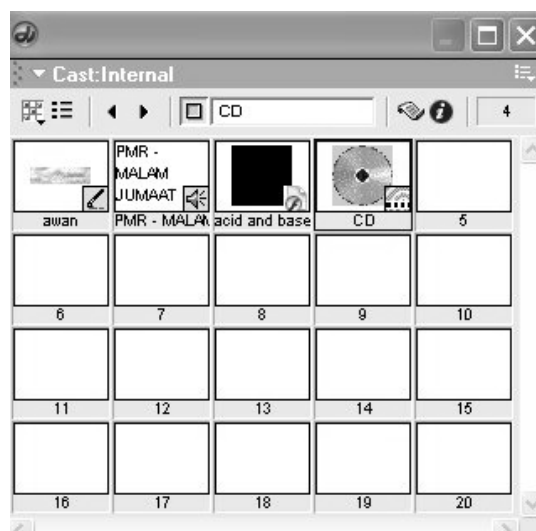 Cast:Internal
CD
4
PMR -
MALAM
JUMAAT
awan
PMR - MALAM
acid and base
CD
5
6
7
8
9
10
11
12
13
14
15
16
17
18
19
20